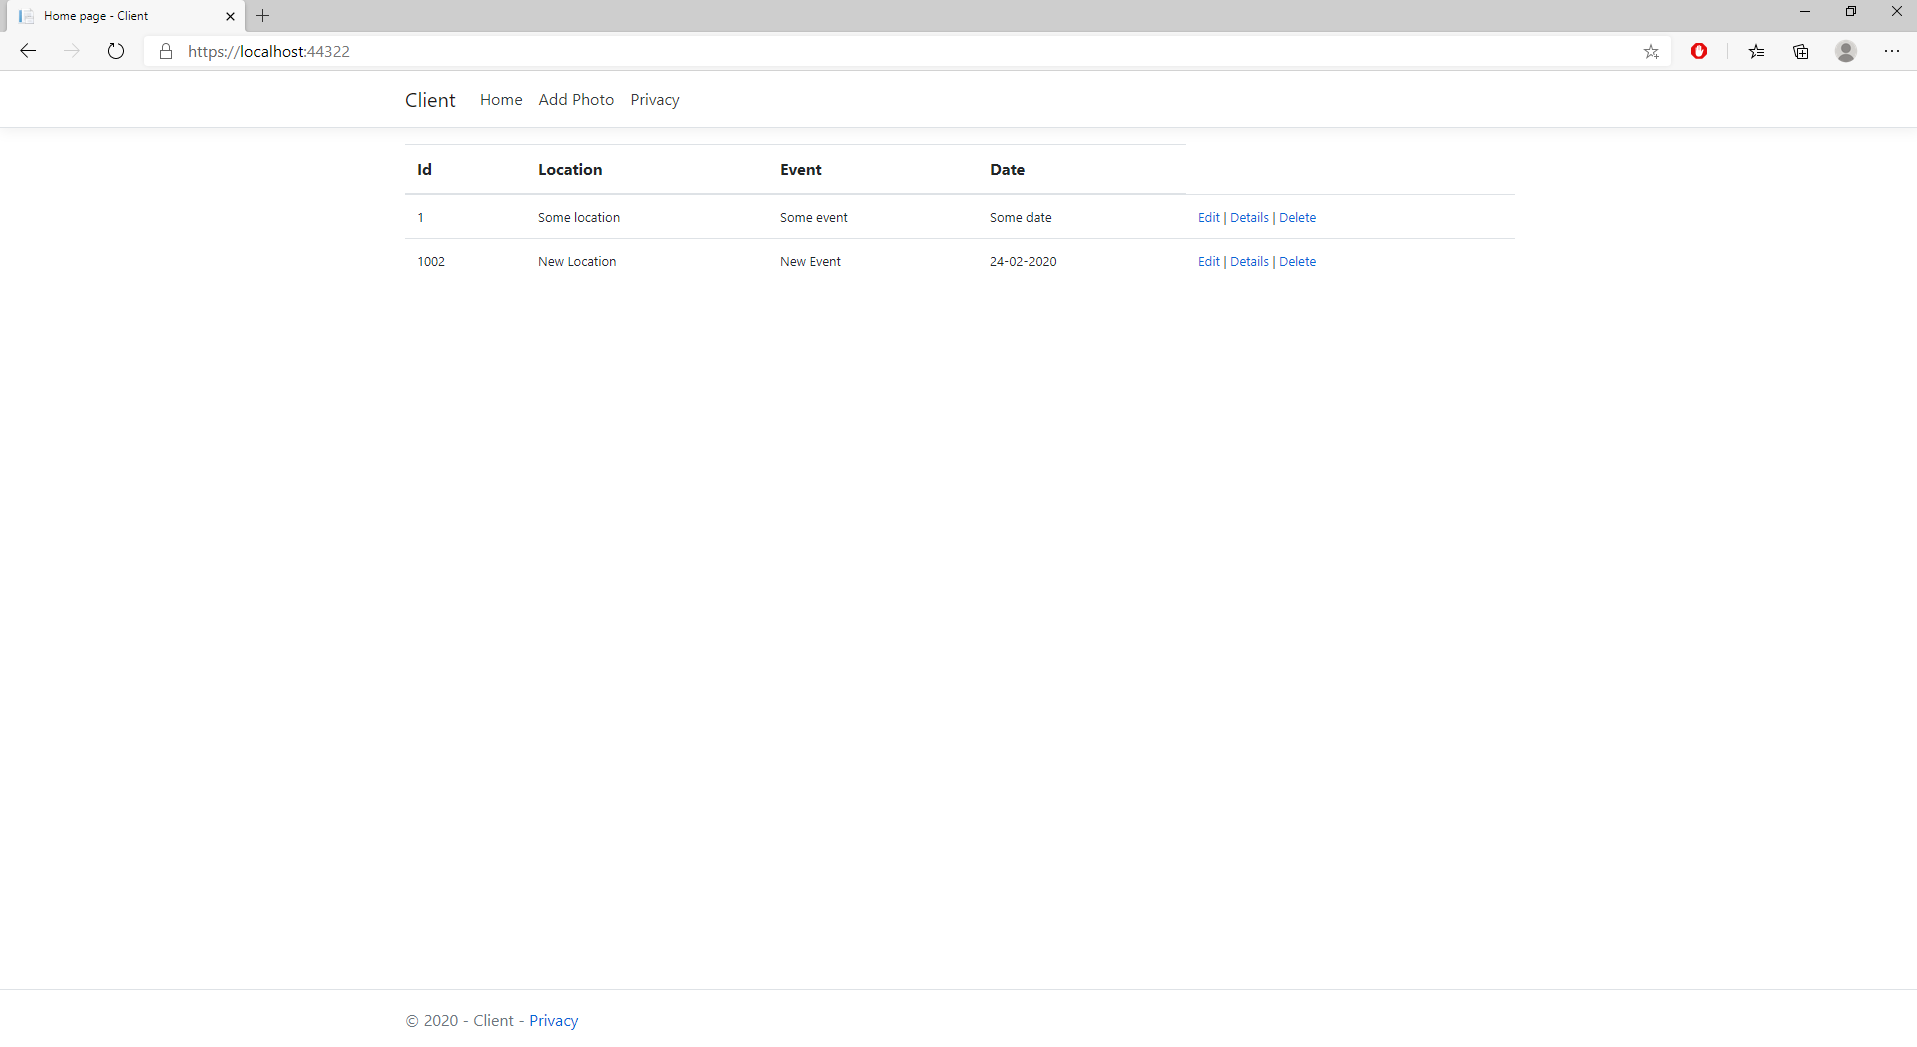 Home page - Client
https://localhost:44322
Client Home Add Photo Privacy
Id Location Event Date
1 Some location Some event Some date Edit | Details | Delete
1002 New Location New Event 24-02-2020 Edit | Details | Delete
© 2020 - Client - Privacy